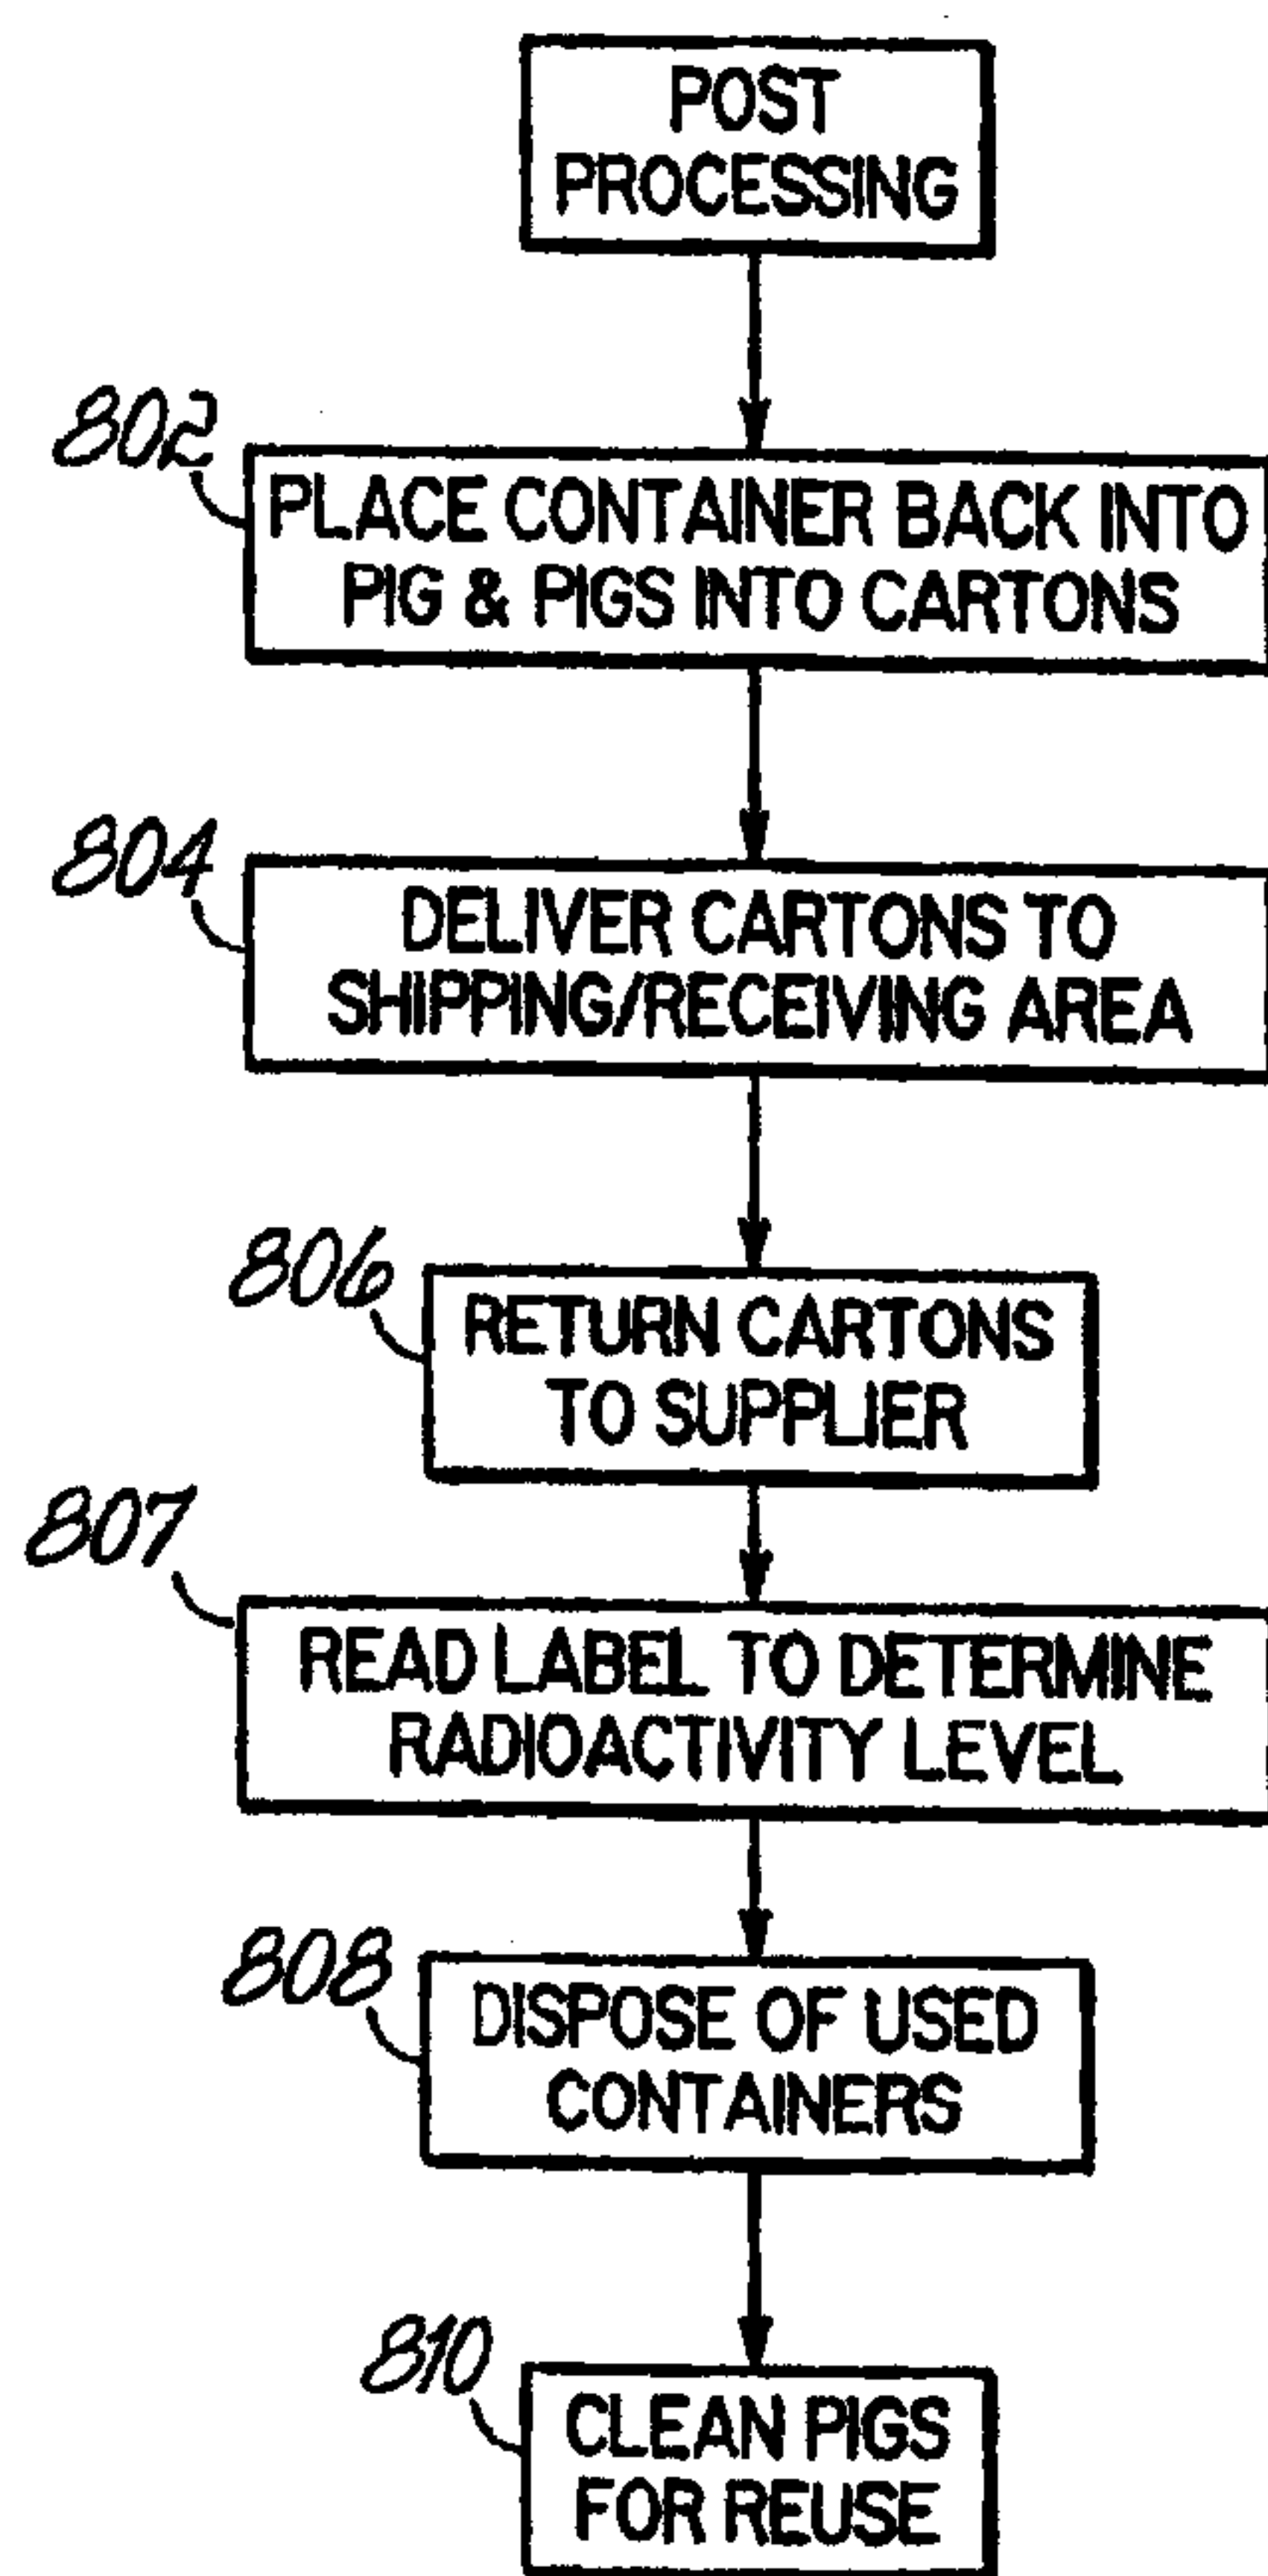 POST
PROCESSING
802
PLACE CONTAINER BACK INTO
PIG & PIGS INTO CARTONS
804
DELIVER CARTONS TO
SHIPPING/RECEIVING AREA
806
RETURN CARTONS
TO SUPPLIER
807
READ LABEL TO DETERMINE
RADIOACTIVITY LEVEL
808
DISPOSE OF USED
CONTAINERS
810
CLEAN PIGS
FOR REUSE